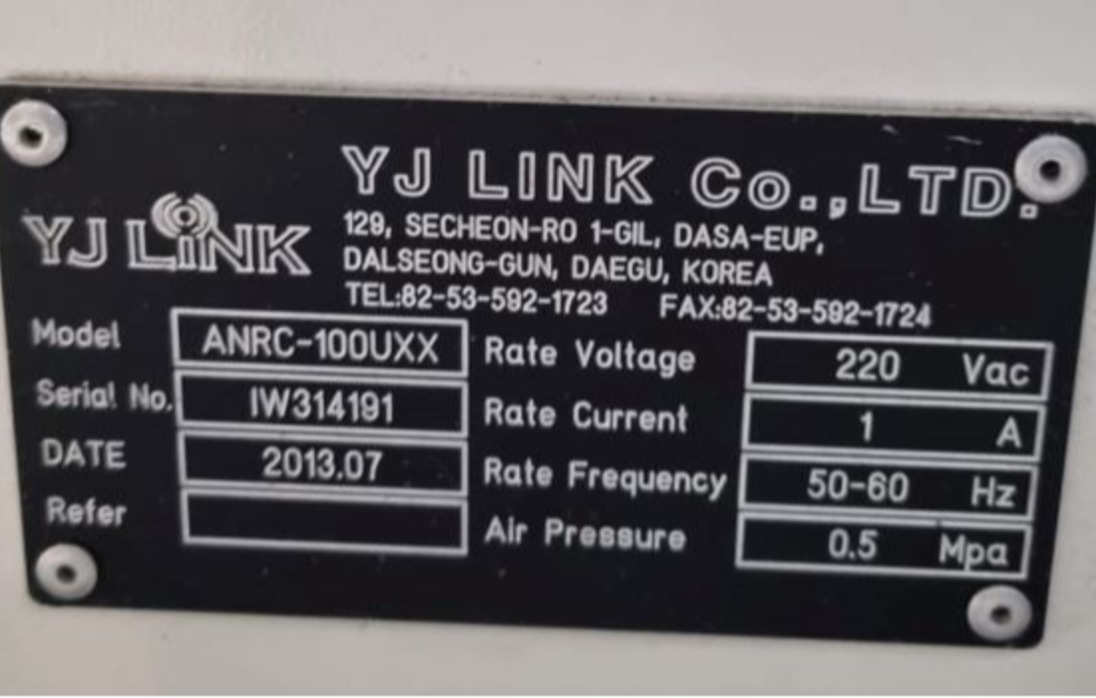 YJ LINK Co.,LTD.
YJ LiNK
129, SECHEON-RO 1-GIL, DASA-EUP,
DALSEONG-GUN, DAEGU, KOREA
TEL:82-53-592-1723 FAX:82-53-592-1724
Model ANRC-100UXX Rate Voltage 220 Vac
Serial No. IW314191 Rate Current 1 A
DATE 2013.07 Rate Frequency 50-60 Hz
Refer Air Pressure 0.5 Mpa